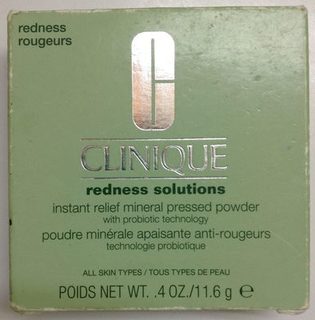 redness
rougeurs
C
CLINIQUE
redness solutions
instant relief mineral pressed powder
with probiotic technology
poudre minérale apaisante anti-rougeurs
technologie probiotique
ALL SKIN TYPES / TOUS TYPES DE PEAU
POIDS NET WT. .4 OZ./11.6 g ℮